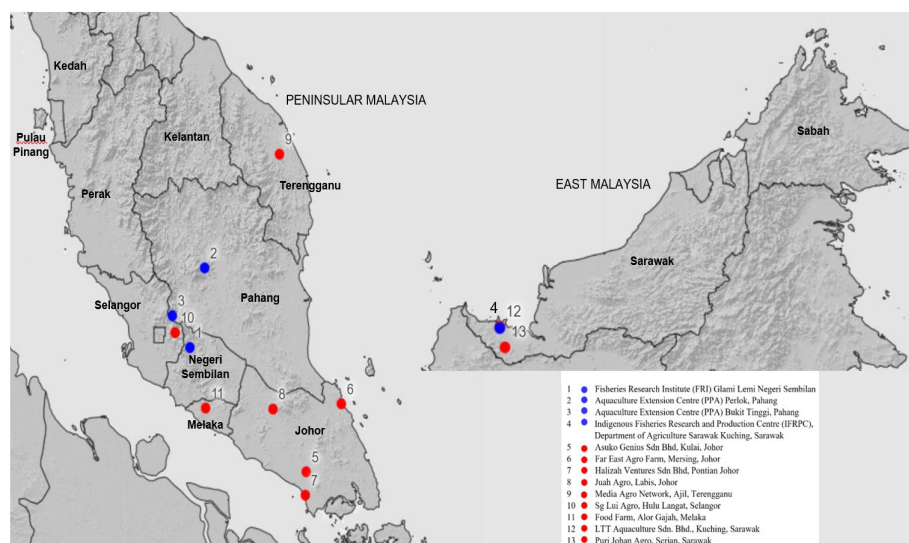 Kedah
PENINSULAR MALAYSIA
Sabah
Kelantan
9
Pulau
Pinang
Terengganu
EAST MALAYSIA
Perak
2
Sarawak
Selangor
Pahang
3
10
4
12
1
13
Negeri
Sembilan
11
8
6
Melaka
Johor
5
7
1 Fisheries Research Institute (FRI) Glami Lemi Negeri Sembilan
2 Aquaculture Extension Centre (PPA) Perlok, Pahang
3 Aquaculture Extension Centre (PPA) Bukit Tinggi, Pahang
4 Indigenous Fisheries Research and Production Centre (IFRPC),
Department of Agriculture Sarawak Kuching, Sarawak
5 Asuko Genius Sdn Bhd, Kulai, Johor
6 Far East Agro Farm, Mersing, Johor
7 Halizah Ventures Sdn Bhd, Pontian Johor
8 Juah Agro, Labis, Johor
9 Media Agro Network, Ajil, Terengganu
10 Sg Lui Agro, Hulu Langat, Selangor
11 Food Farm, Alor Gajah, Melaka
12 LTT Aquaculture Sdn. Bhd., Kuching, Sarawak
13 Puri Johan Agro, Serian, Sarawak